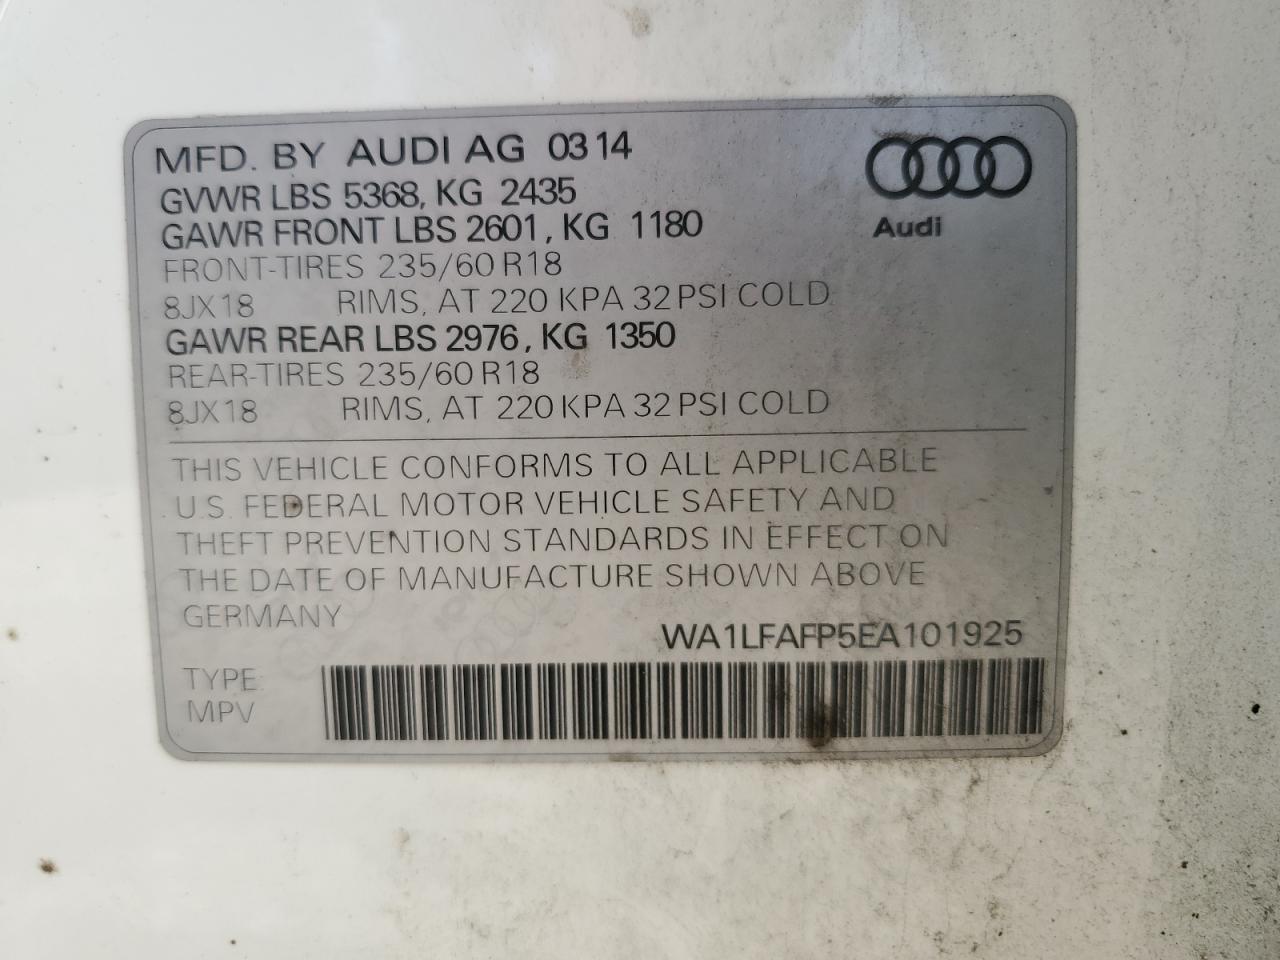 MFD. BY AUDI AG 03 14
GVWR LBS 5368, KG 2435
GAWR FRONT LBS 2601, KG 1180
FRONT-TIRES 235/60 R18
8JX18 RIMS, AT 220 KPA 32 PSI COLD
GAWR REAR LBS 2976, KG 1350
REAR-TIRES 235/60 R18
8JX18 RIMS, AT 220 KPA 32 PSI COLD
Audi
THIS VEHICLE CONFORMS TO ALL APPLICABLE
U.S. FEDERAL MOTOR VEHICLE SAFETY AND
THEFT PREVENTION STANDARDS IN EFFECT ON
THE DATE OF MANUFACTURE SHOWN ABOVE
GERMANY
WA1LFAFP5EA101925
TYPE:
MPV